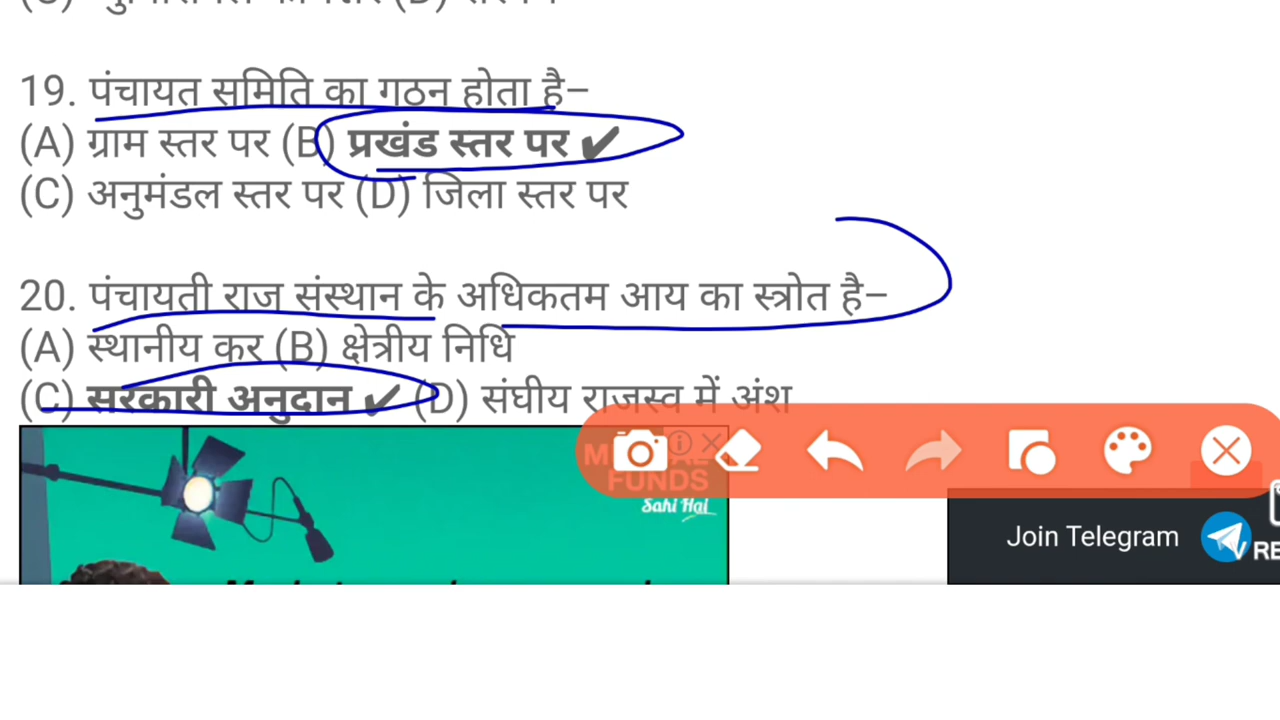 19. पंचायत समिति का गठन होता है–
(A) ग्राम स्तर पर (B) प्रखंड स्तर पर ✔
(C) अनुमंडल स्तर पर (D) जिला स्तर पर
20. पंचायती राज संस्थान के अधिकतम आय का स्त्रोत है–
(A) स्थानीय कर (B) क्षेत्रीय निधि
(C) सरकारी अनुदान ✔ (D) संघीय राजस्व में अंश
FUNDS
Sahi Hai
Join Telegram